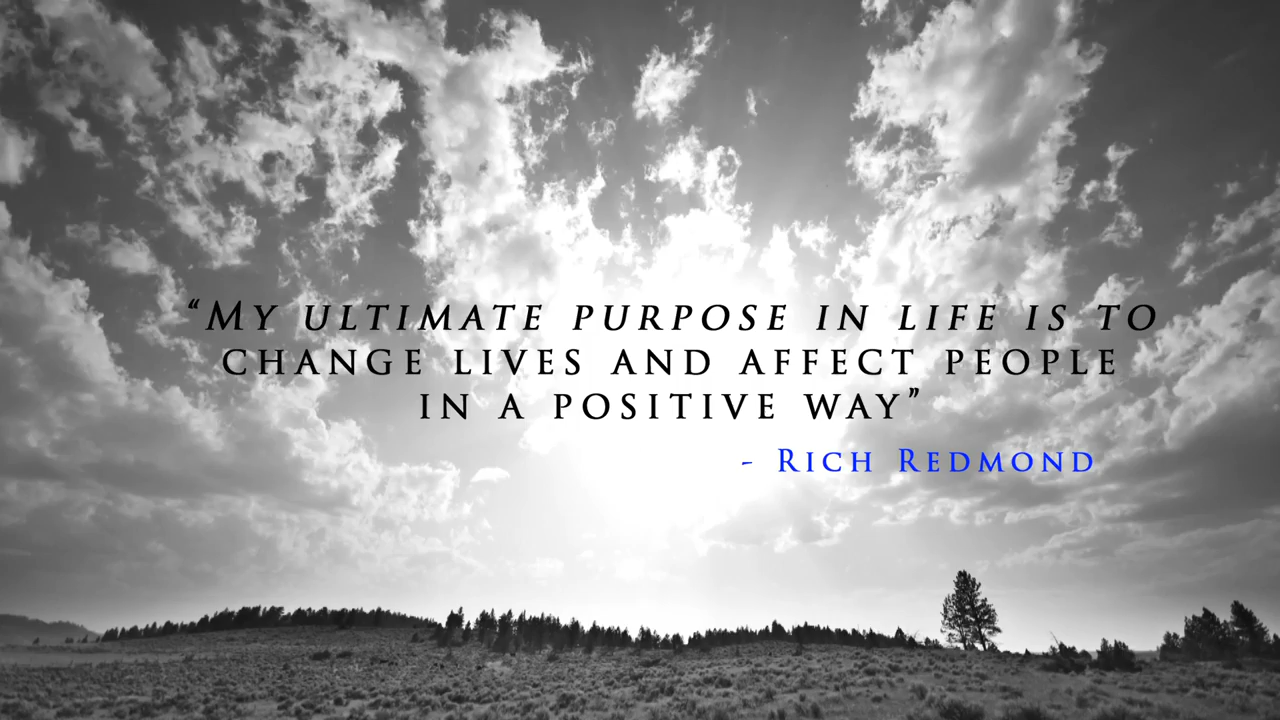 “My ultimate purpose in life is to
change lives and affect people
in a positive way”
- Rich Redmond